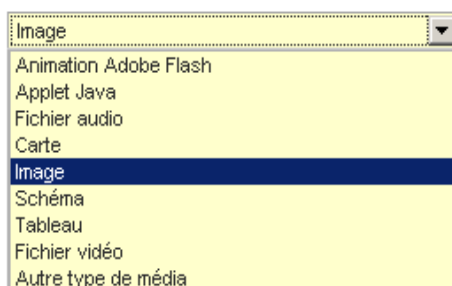 Image
Animation Adobe Flash
Applet Java
Fichier audio
Carte
Image
Schéma
Tableau
Fichier vidéo
Autre type de média